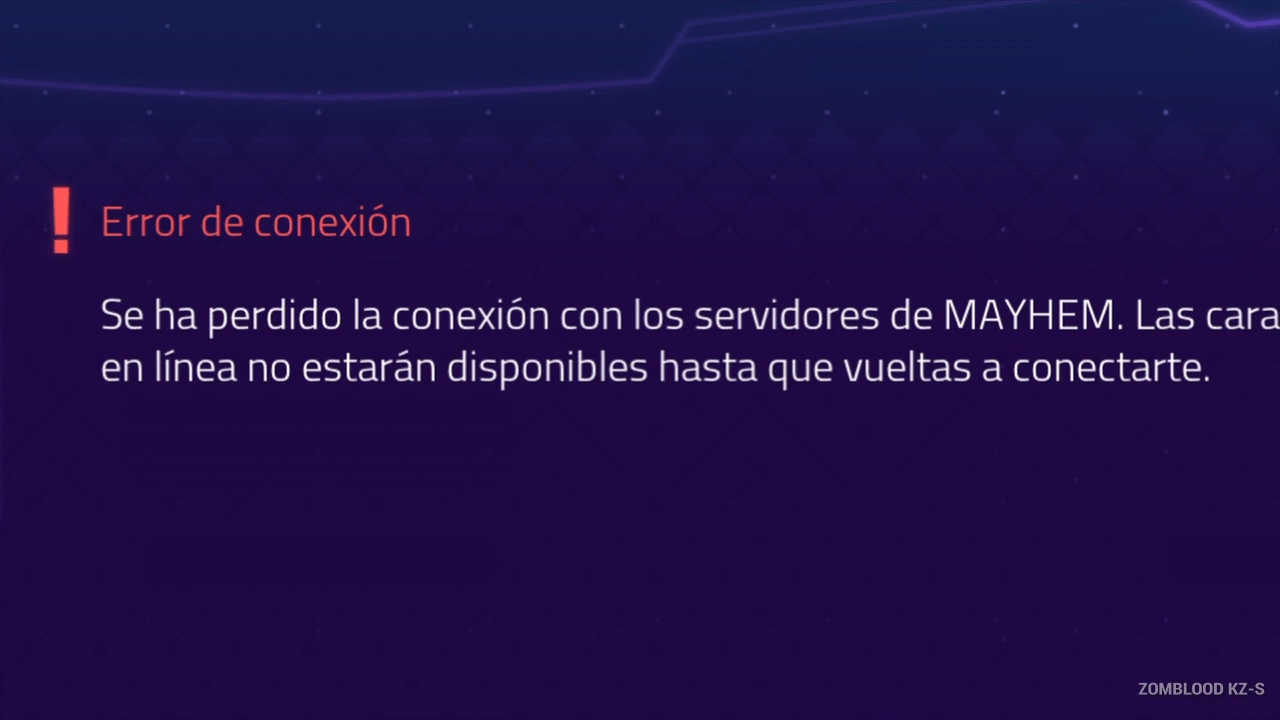 Error de conexión
Se ha perdido la conexión con los servidores de MAYHEM. Las cara
en línea no estarán disponibles hasta que vueltas a conectarte.
ZOMBLOOD KZ-S